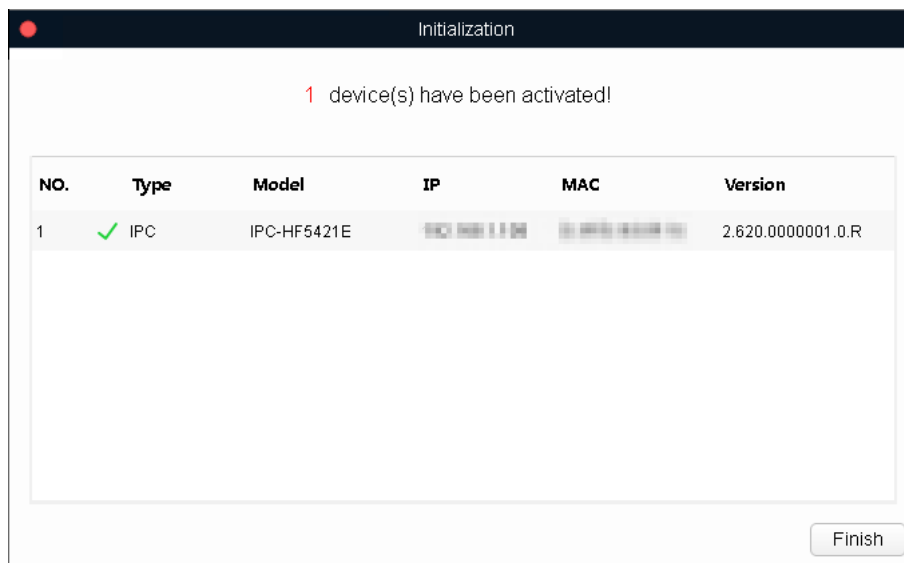 Initialization
1 device(s) have been activated!
NO. Type Model IP MAC Version
1 IPC IPC-HF5421E 2.620.0000001.0.R
Finish